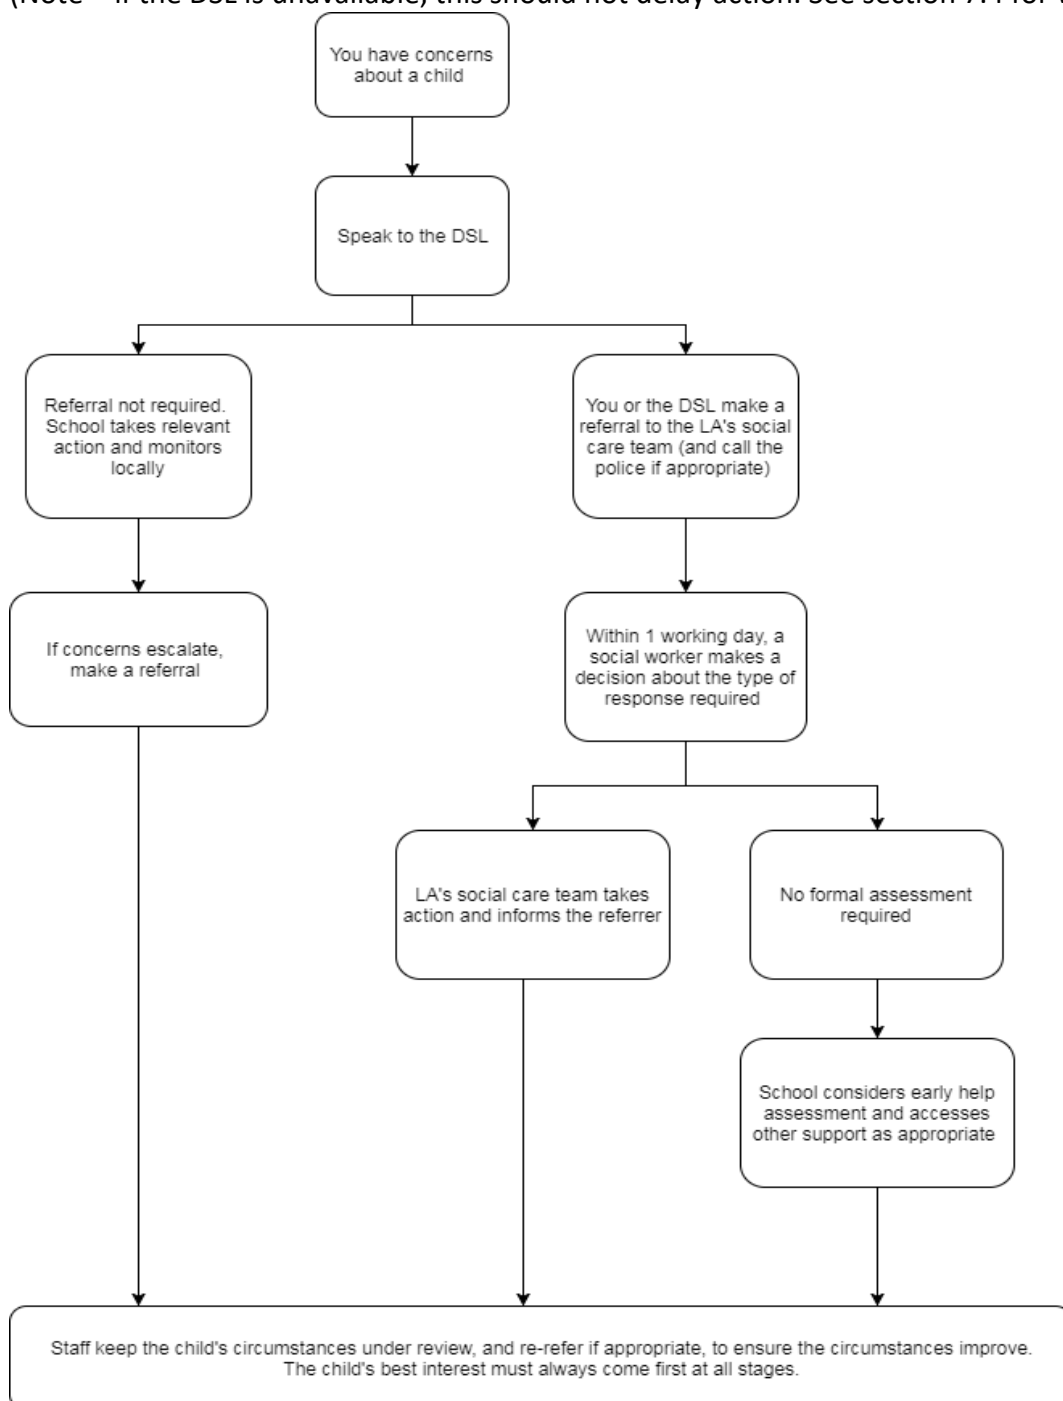 (Note – if the DSL is unavailable, this should not delay action. See section 7.4 for
You have concerns
about a child
Speak to the DSL
Referral not required.
School takes relevant
action and monitors
locally
You or the DSL make a
referral to the LA's social
care team (and call the
police if appropriate)
If concerns escalate,
make a referral
Within 1 working day, a
social worker makes a
decision about the type of
response required
LA's social care team takes
action and informs the referrer
No formal assessment
required
School considers early help
assessment and accesses
other support as appropriate
Staff keep the child's circumstances under review, and re-refer if appropriate, to ensure the circumstances improve.
The child's best interest must always come first at all stages.